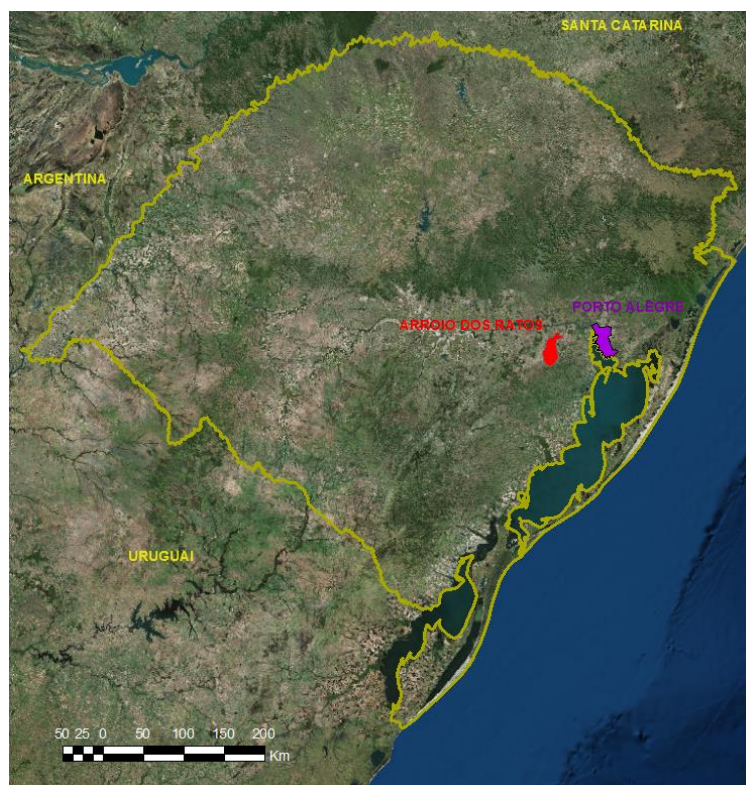 SANTA CATARINA
ARGENTINA
PORTO ALEGRE
ARROIO DOS RATOS
URUGUAI
50 25 0 50 100 150 200
Km